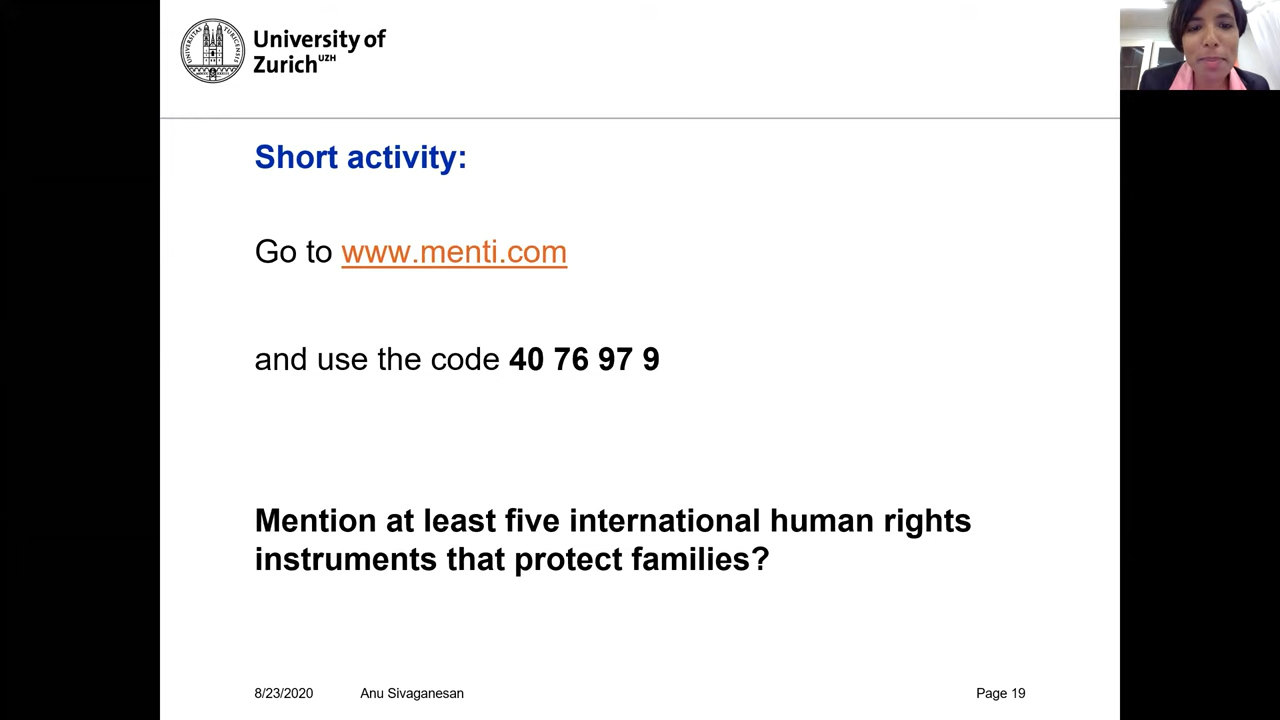 University of
Zurich UZH
Short activity:
Go to www.menti.com
and use the code 40 76 97 9
Mention at least five international human rights
instruments that protect families?
8/23/2020 Anu Sivaganesan Page 19